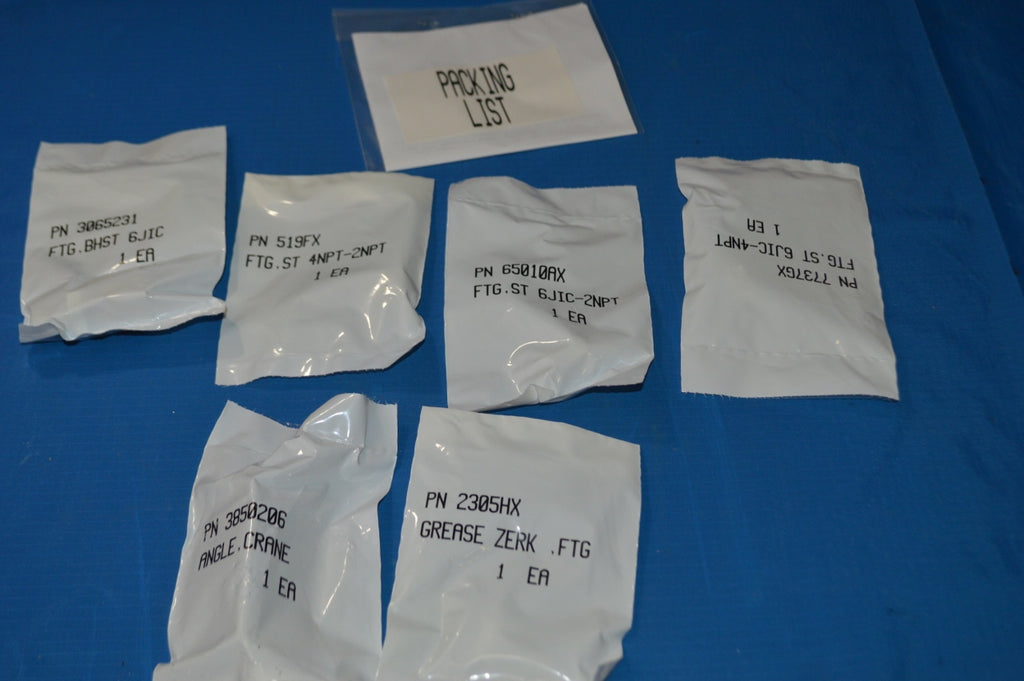 PACKING
LIST
PN 3065231
FTG.BHST 6JIC
1 EA
PN 519FX
FTG.ST 4NPT-2NPT
1 EA
PN 65010AX
FTG.ST 6JIC-2NPT
1 EA
PN 7737GX
FTG.ST 6JIC-4NPT
1 EA
PN 3850206
ANGLE,CRANE
1 EA
PN 2305HX
GREASE ZERK .FTG
1 EA